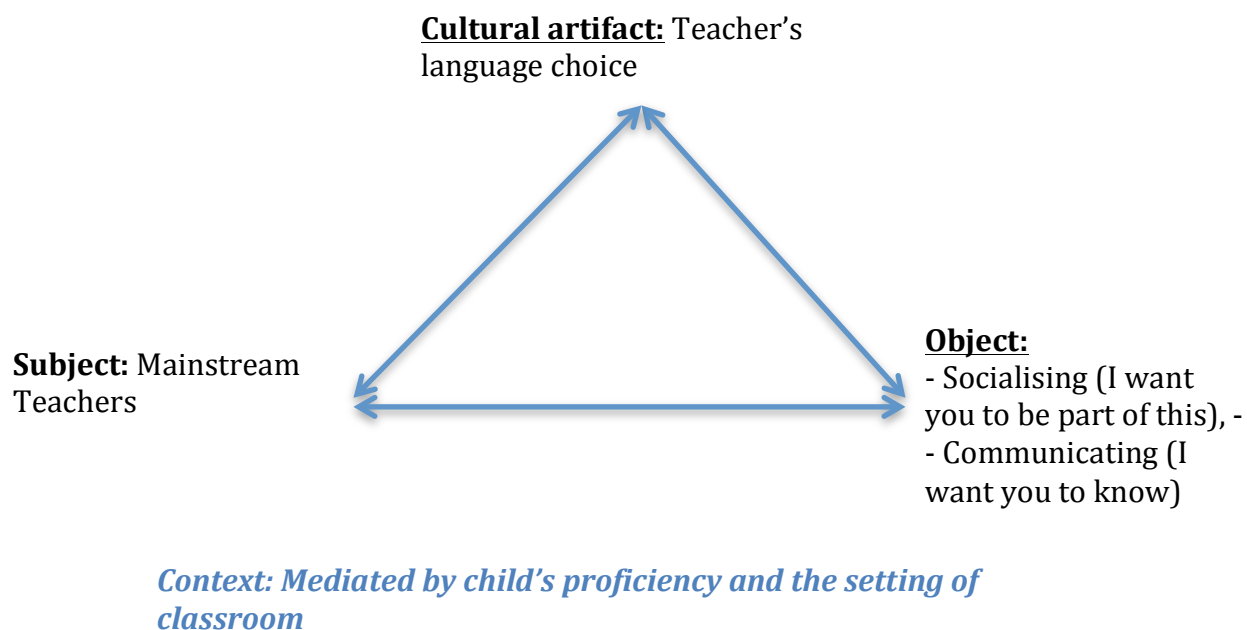 Cultural artifact: Teacher’s
language choice
Subject: Mainstream
Teachers
Object:
- Socialising (I want
you to be part of this), -
- Communicating (I
want you to know)
Context: Mediated by child’s proficiency and the setting of
classroom